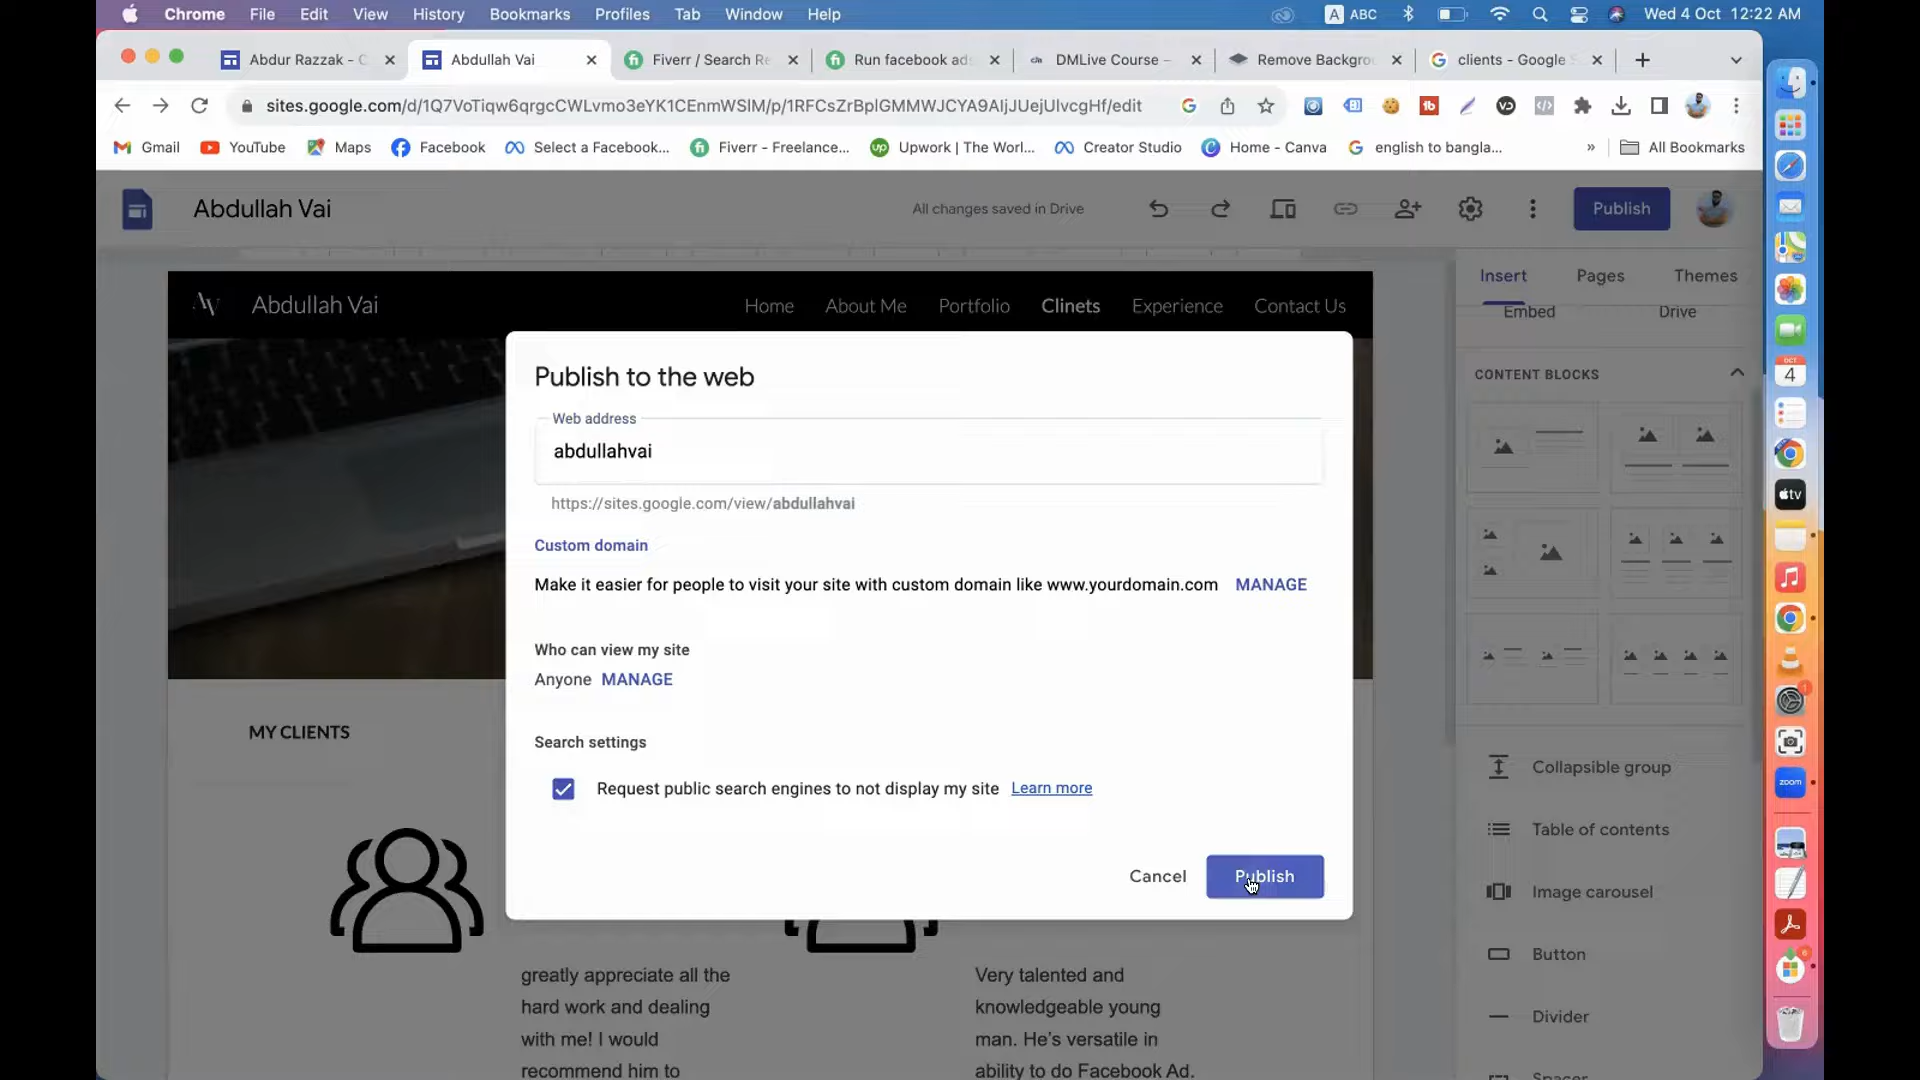 Chrome File Edit View History Bookmarks Profiles Tab Window Help A ABC Wed 4 Oct 12:22 AM
Abdur Razzak - C Abdullah Vai Fiverr / Search Re Run facebook ad DMLive Course – Remove Backgro clients - Google S
sites.google.com/d/1Q7VoTiqw6qrgcCWLvmo3eYK1CEnmWSlM/p/1RFCsZrBplGMMWJCYA9AljJUejUlvcgHf/edit
Gmail YouTube Maps Facebook Select a Facebook... Fiverr - Freelance... Upwork | The Worl... Creator Studio Home - Canva english to bangla... » All Bookmarks
Abdullah Vai All changes saved in Drive Publish
Insert Pages Themes
Abdullah Vai Home About Me Portfolio Clinets Experience Contact Us
Embed Drive
CONTENT BLOCKS
Publish to the web
Web address
abdullahvai
https://sites.google.com/view/abdullahvai
Custom domain
Make it easier for people to visit your site with custom domain like www.yourdomain.com MANAGE
Who can view my site
Anyone MANAGE
Search settings
Request public search engines to not display my site Learn more
Cancel Publish
MY CLIENTS
greatly appreciate all the
hard work and dealing
with me! I would
recommend him to
Very talented and
knowledgeable young
man. He's versatile in
ability to do Facebook Ad.
Collapsible group
Table of contents
Image carousel
Button
Divider
Spacer
OCT
4
tv
zoom